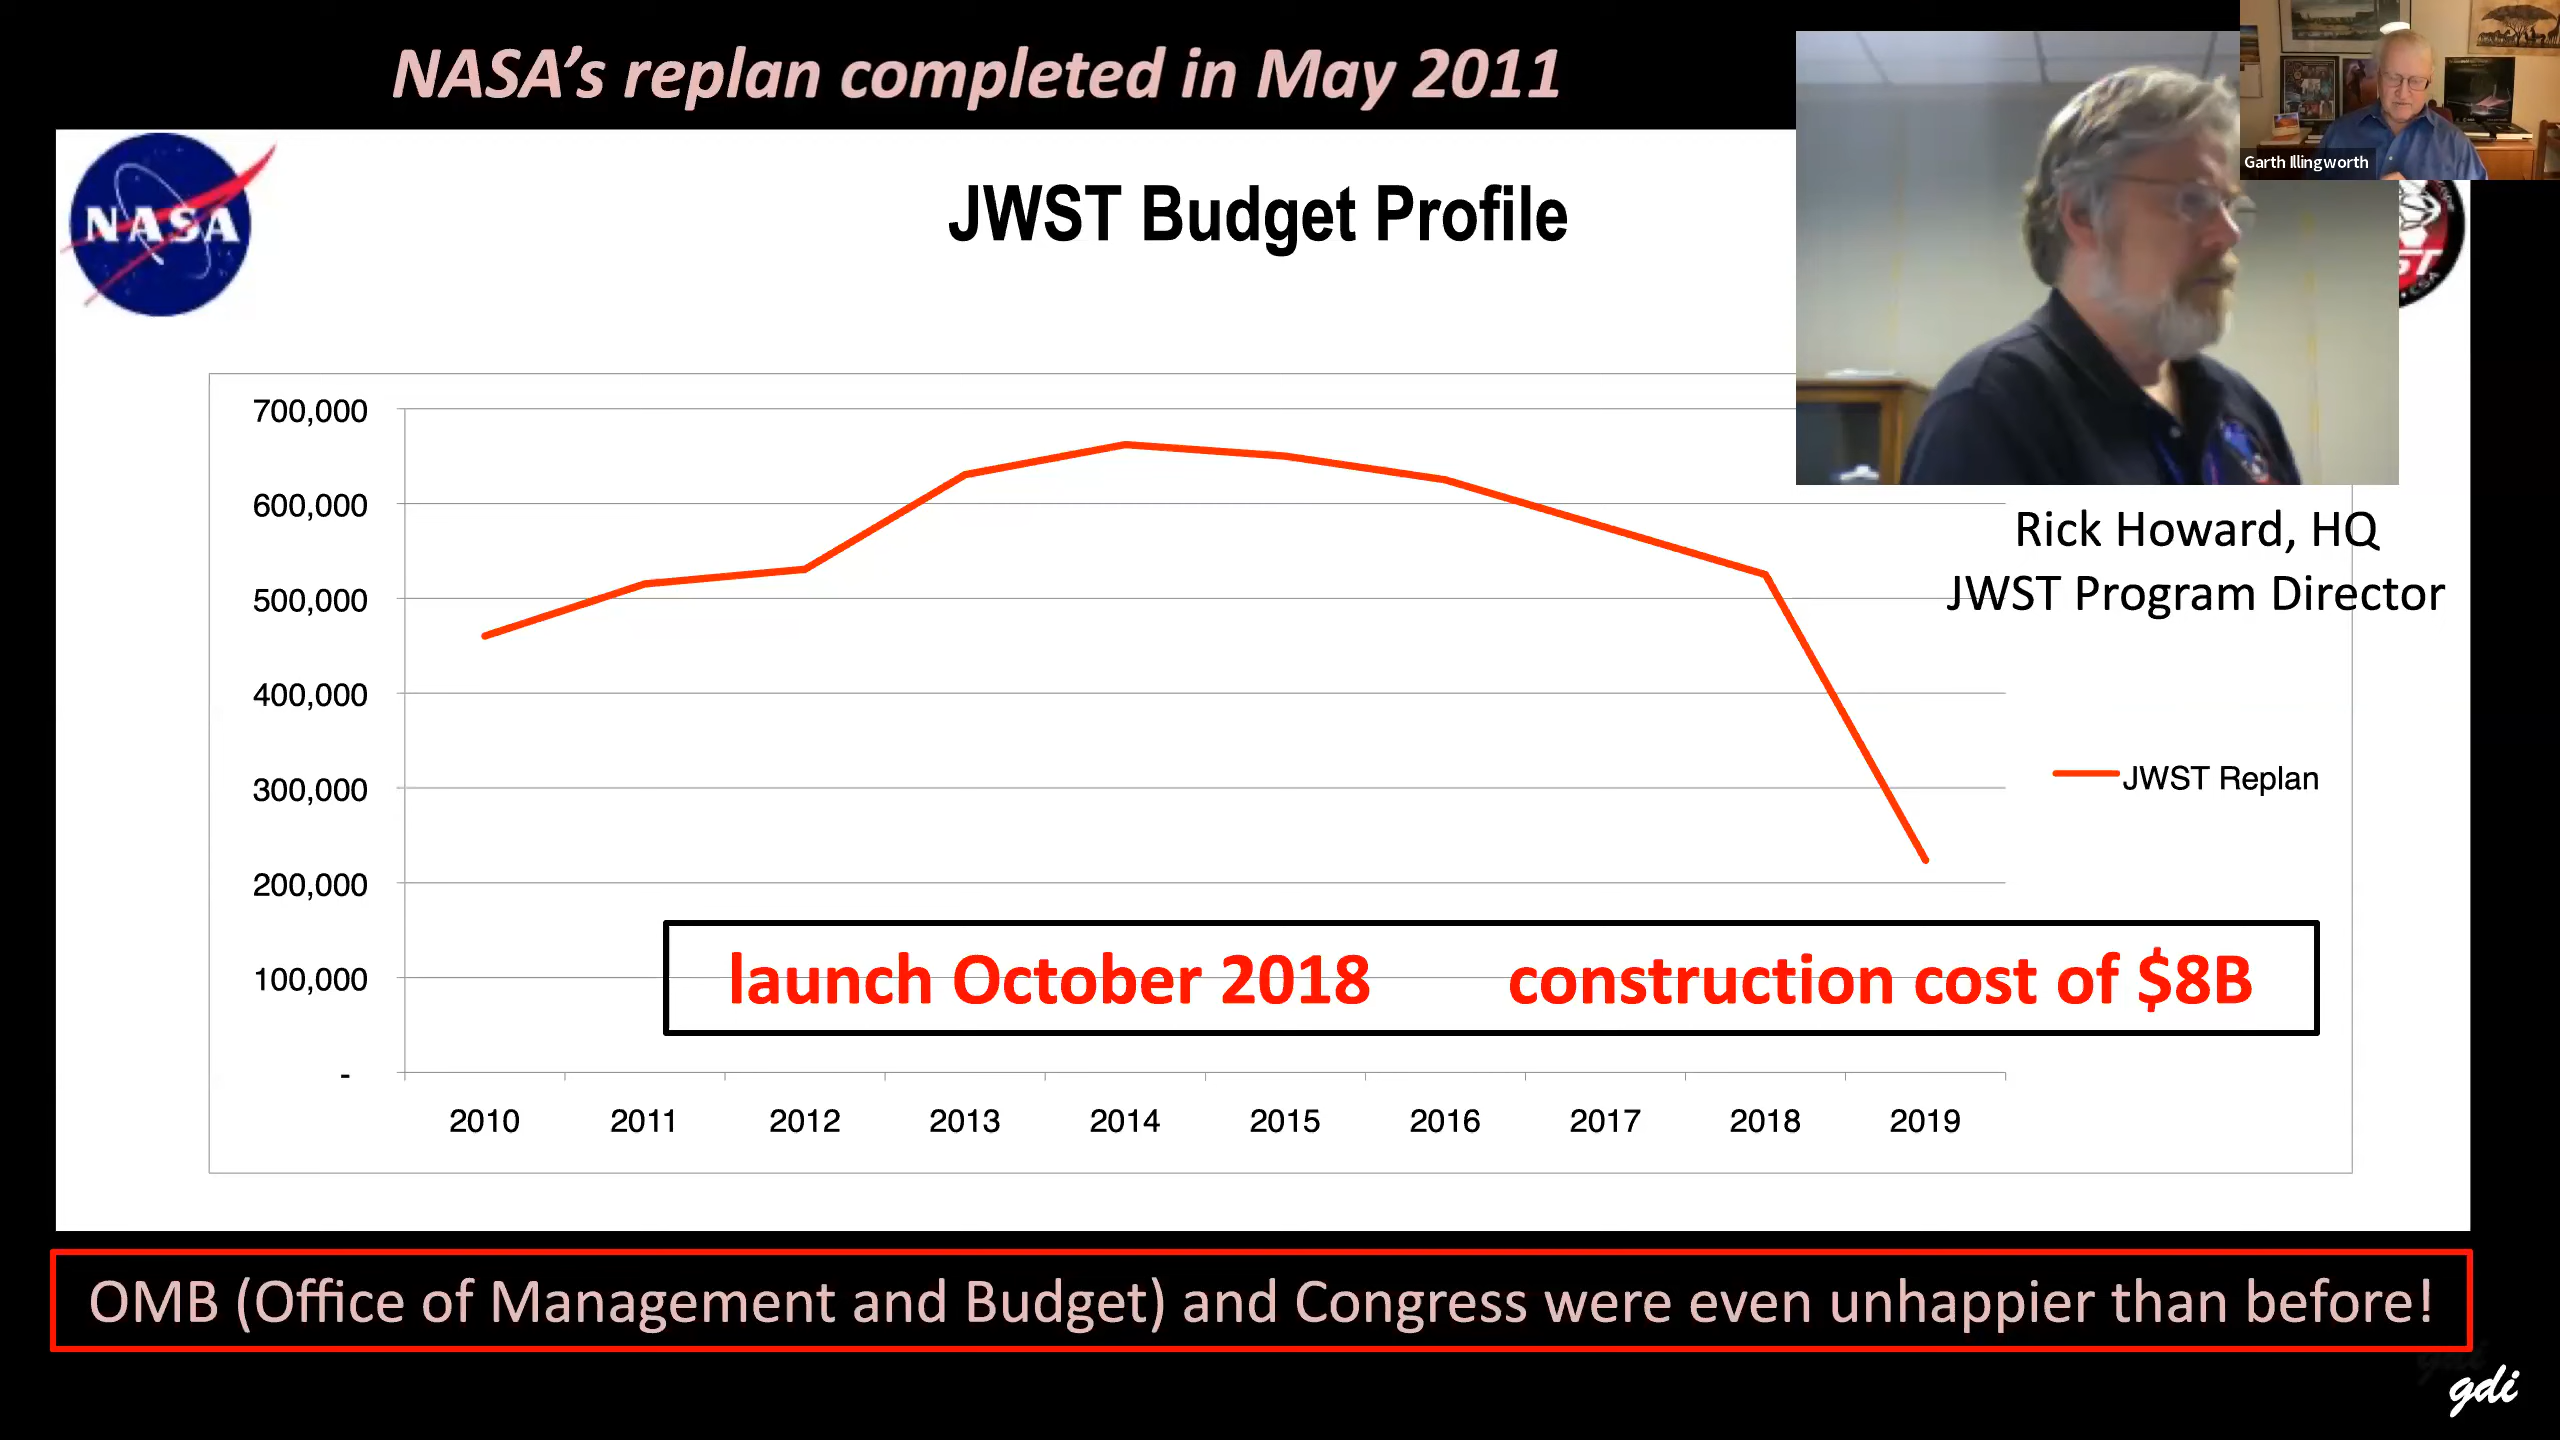 NASA's replan completed in May 2011
Garth Illingworth
NASA
JWST Budget Profile
ST
CSA
700,000
600,000
500,000
400,000
300,000
200,000
100,000
-
Rick Howard, HQ
JWST Program Director
JWST Replan
launch October 2018 construction cost of $8B
2010 2011 2012 2013 2014 2015 2016 2017 2018 2019
OMB (Office of Management and Budget) and Congress were even unhappier than before!
gdi